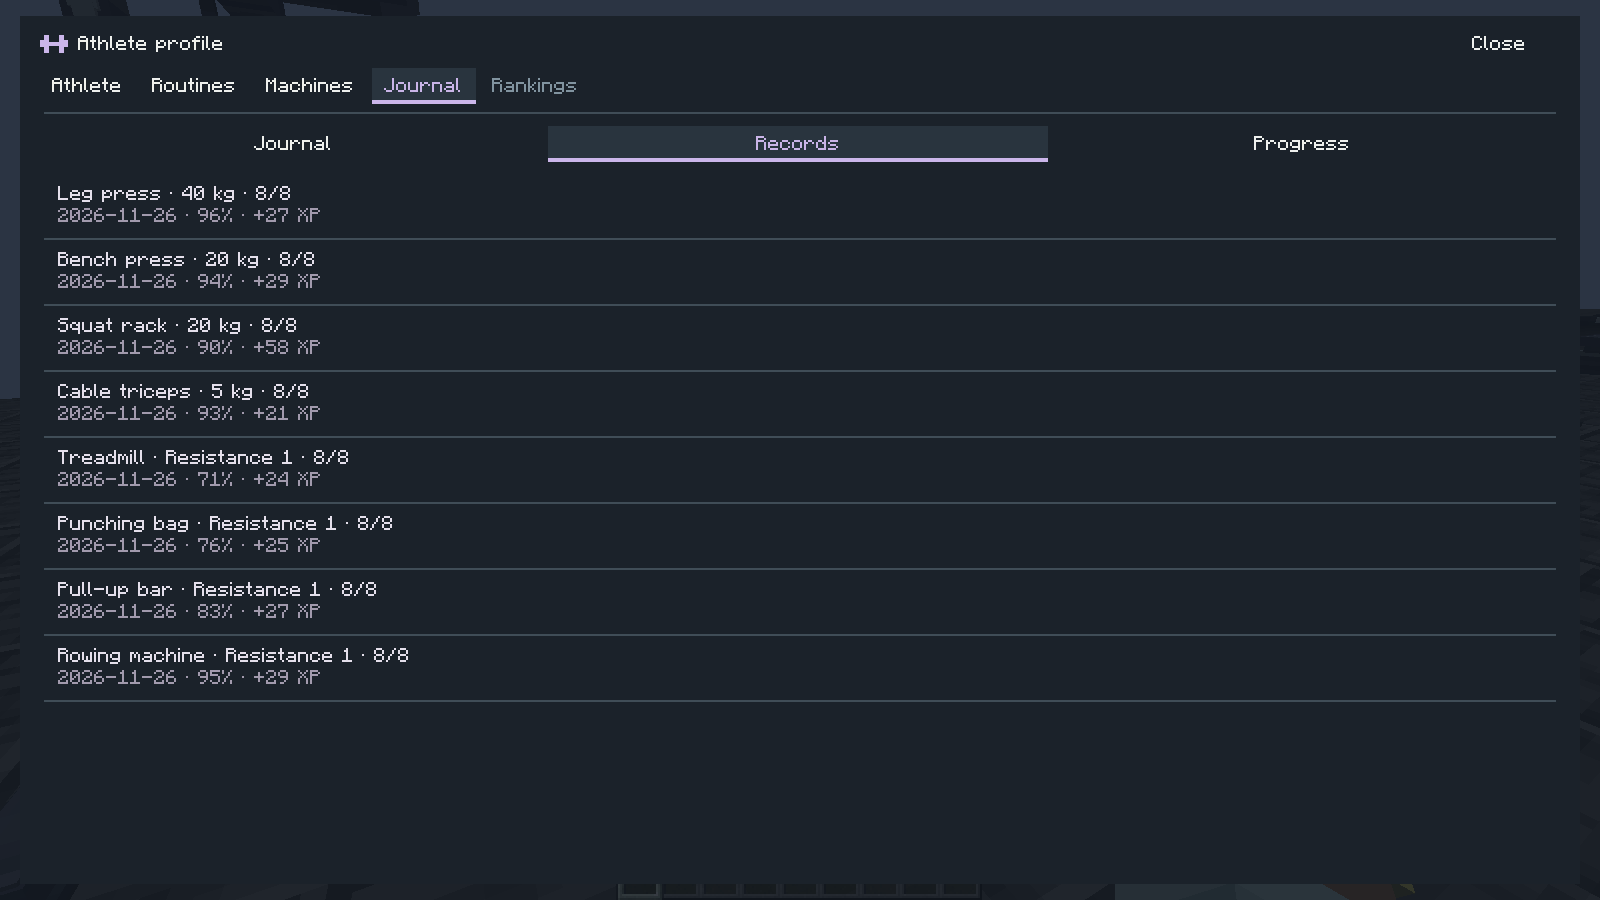 Athlete profile
Close
Athlete Routines Machines Journal Rankings
Journal Records Progress
Leg press · 40 kg · 8/8
2026-11-26 · 96% · +27 XP
Bench press · 20 kg · 8/8
2026-11-26 · 94% · +29 XP
Squat rack · 20 kg · 8/8
2026-11-26 · 90% · +58 XP
Cable triceps · 5 kg · 8/8
2026-11-26 · 93% · +21 XP
Treadmill · Resistance 1 · 8/8
2026-11-26 · 71% · +24 XP
Punching bag · Resistance 1 · 8/8
2026-11-26 · 76% · +25 XP
Pull-up bar · Resistance 1 · 8/8
2026-11-26 · 83% · +27 XP
Rowing machine · Resistance 1 · 8/8
2026-11-26 · 95% · +29 XP